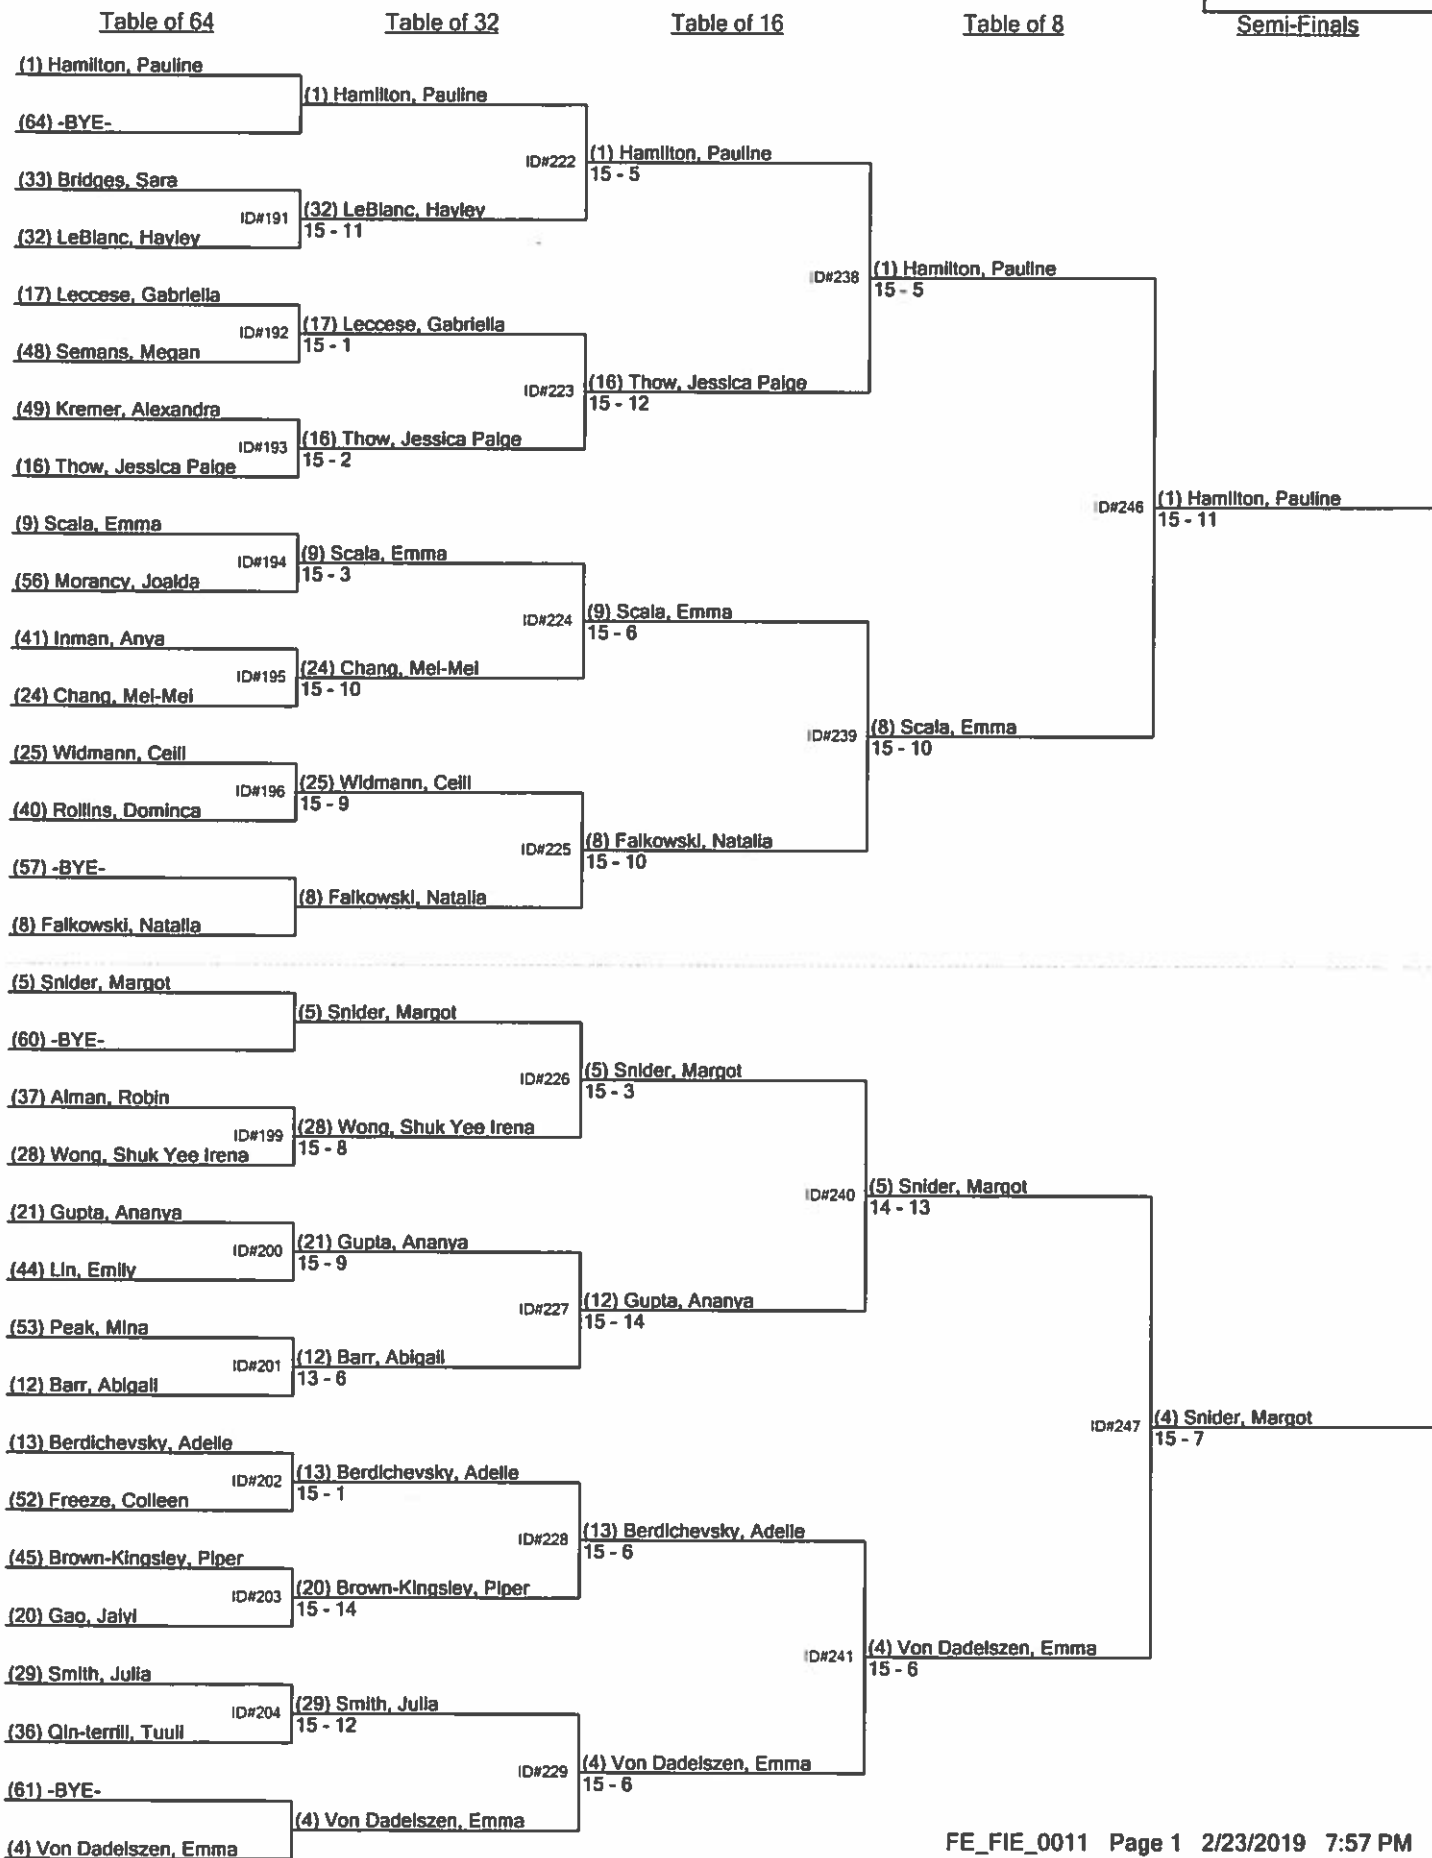 Table of 64
Table of 32
Table of 16
Table of 8
Semi-Finals
(1) Hamilton, Pauline
(64) -BYE-
(33) Bridges, Sara
ID#191
(32) LeBlanc, Hayley
(17) Leccese, Gabriella
ID#192
(48) Semans, Megan
(49) Kremer, Alexandra
ID#193
(16) Thow, Jessica Paige
(9) Scala, Emma
ID#194
(56) Morancy, Joalda
(41) Inman, Anya
ID#195
(24) Chang, Mei-Mei
(25) Widmann, Ceili
ID#196
(40) Rollins, Dominca
(57) -BYE-
(8) Falkowski, Natalia
(5) Snider, Margot
(60) -BYE-
(37) Alman, Robin
ID#199
(28) Wong, Shuk Yee Irena
(21) Gupta, Ananya
ID#200
(44) Lin, Emily
(53) Peak, Mina
ID#201
(12) Barr, Abigail
(13) Berdichevsky, Adelle
ID#202
(52) Freeze, Colleen
(45) Brown-Kingsley, Piper
ID#203
(20) Gao, Jaiyi
(29) Smith, Julia
ID#204
(36) Qin-terrill, Tuuli
(61) -BYE-
(4) Von Dadelszen, Emma
(1) Hamilton, Pauline
ID#222
(32) LeBlanc, Hayley
15 - 11
(17) Leccese, Gabriella
15 - 1
ID#223
(16) Thow, Jessica Paige
15 - 2
(9) Scala, Emma
15 - 3
ID#224
(24) Chang, Mei-Mei
15 - 10
(25) Widmann, Ceili
15 - 9
ID#225
(8) Falkowski, Natalia
(5) Snider, Margot
ID#226
(28) Wong, Shuk Yee Irena
15 - 8
(21) Gupta, Ananya
15 - 9
ID#227
(12) Barr, Abigail
13 - 6
(13) Berdichevsky, Adelle
15 - 1
ID#228
(20) Brown-Kingsley, Piper
15 - 14
(29) Smith, Julia
15 - 12
ID#229
(4) Von Dadelszen, Emma
(1) Hamilton, Pauline
15 - 5
ID#238
(16) Thow, Jessica Paige
15 - 12
(9) Scala, Emma
15 - 6
ID#239
(8) Falkowski, Natalia
15 - 10
(5) Snider, Margot
15 - 3
ID#240
(12) Gupta, Ananya
15 - 14
(13) Berdichevsky, Adelle
15 - 6
ID#241
(4) Von Dadelszen, Emma
15 - 6
(1) Hamilton, Pauline
15 - 5
ID#246
(8) Scala, Emma
15 - 10
(5) Snider, Margot
14 - 13
ID#247
(4) Von Dadelszen, Emma
15 - 6
(1) Hamilton, Pauline
15 - 11
(4) Snider, Margot
15 - 7
FE_FIE_0011 Page 1 2/23/2019 7:57 PM